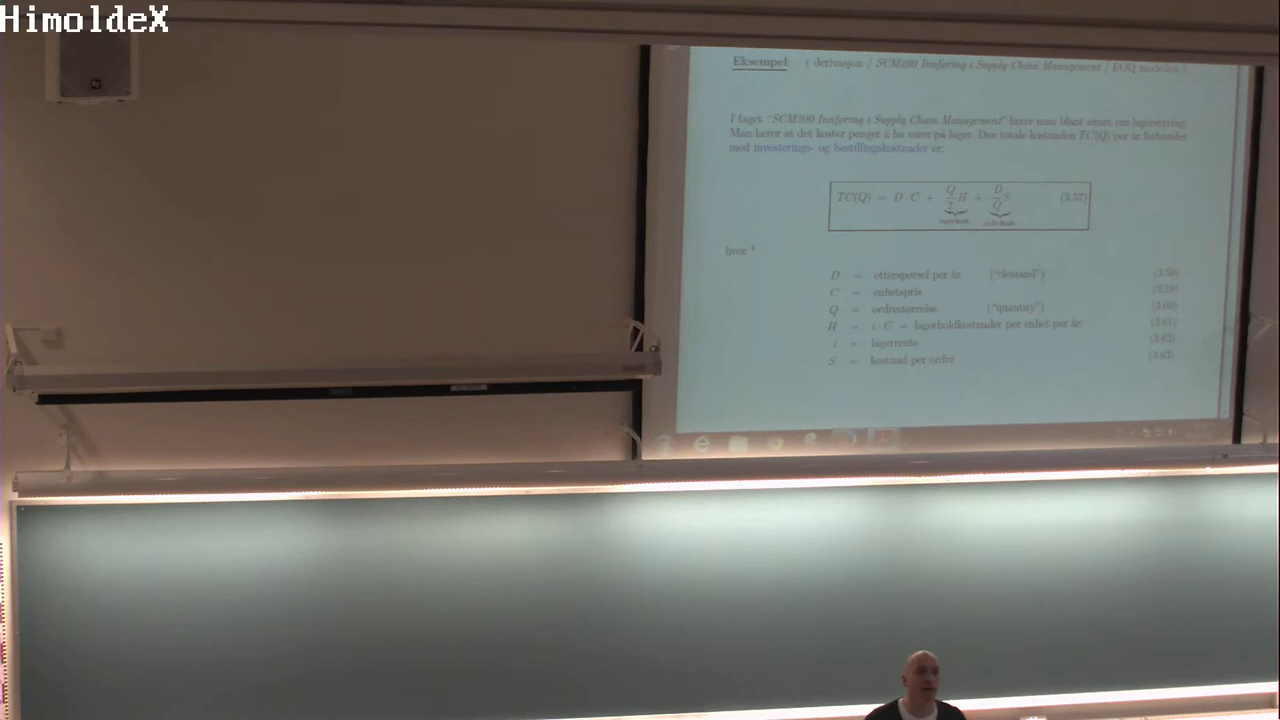 HimoldeX
Eksempel: ( derivasjon / SCM200 Innføring i Supply Chain Management / EOQ modellen )
I faget "SCM200 Innføring i Supply Chain Management" lærer man blant annet om lagerstyring.
Man lærer at det koster penger å ha varer på lager. Den totale kostnaden TC(Q) per år forbundet
med investerings- og bestillingskostnader er:
TC(Q) = D · C + Q/2 H + D/Q S (3.57)
hvor 4
D = etterspørsel per år ("demand") (3.58)
C = enhetspris (3.59)
Q = ordrestørrelse ("quantity") (3.60)
H = i · C = lagerholdkostnader per enhet per år (3.61)
i = lagerrente (3.62)
S = kostnad per ordre (3.63)